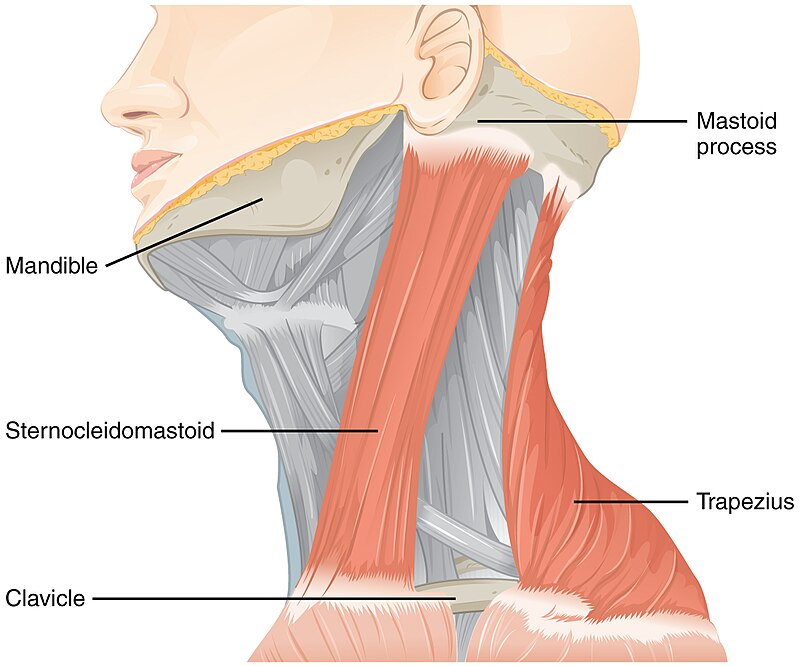 Mastoid
process
Mandible
Sternocleidomastoid
Trapezius
Clavicle